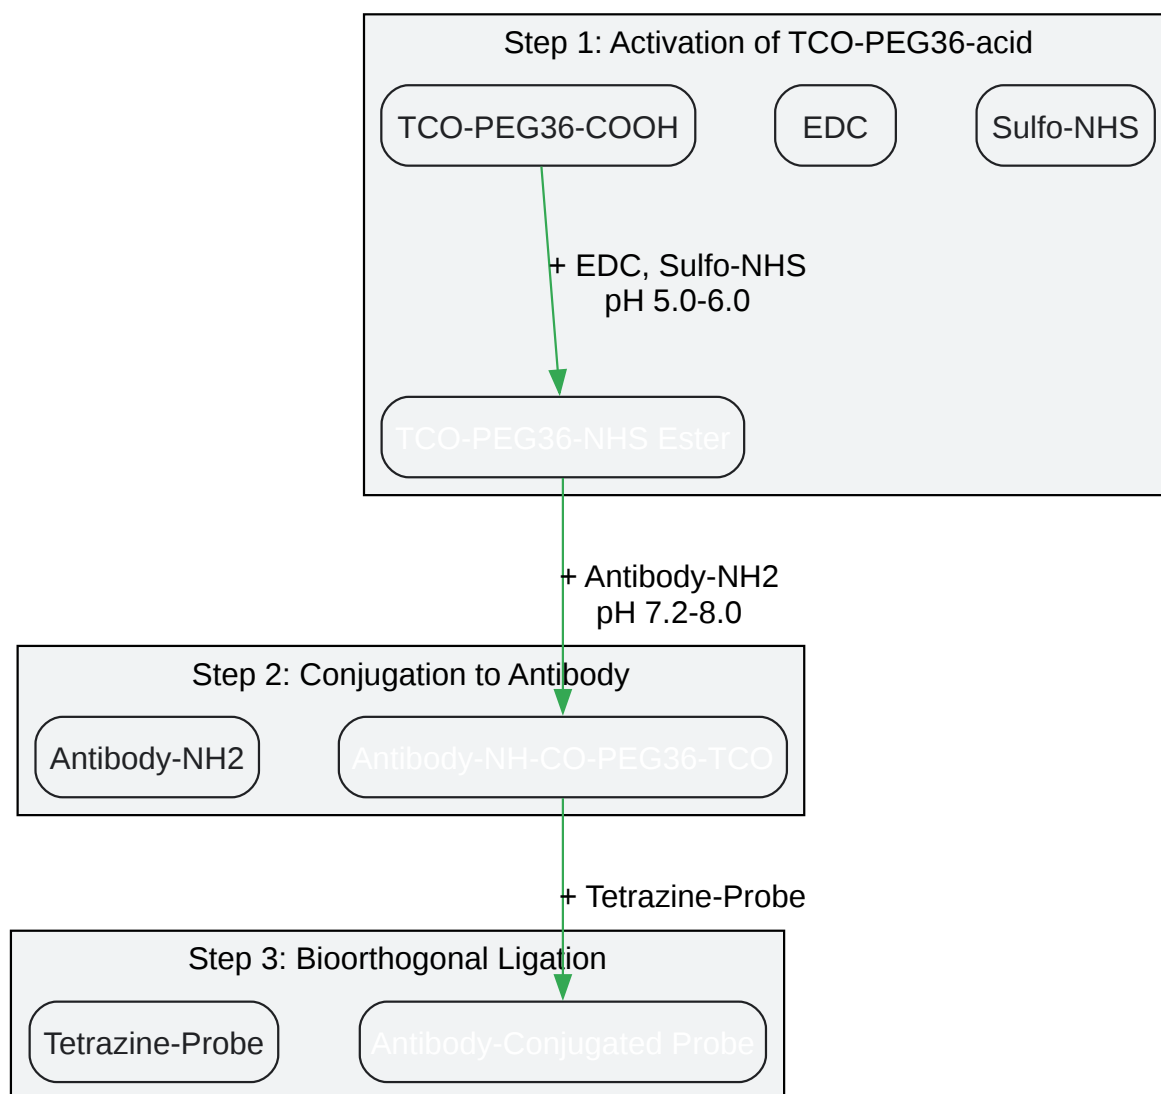 Step 1: Activation of TCO-PEG36-acid
TCO-PEG36-COOH
EDC
Sulfo-NHS
+ EDC, Sulfo-NHS
pH 5.0-6.0
TCO-PEG36-NHS Ester
+ Antibody-NH2
pH 7.2-8.0
Step 2: Conjugation to Antibody
Antibody-NH2
Antibody-NH-CO-PEG36-TCO
+ Tetrazine-Probe
Step 3: Bioorthogonal Ligation
Tetrazine-Probe
Antibody-Conjugated Probe